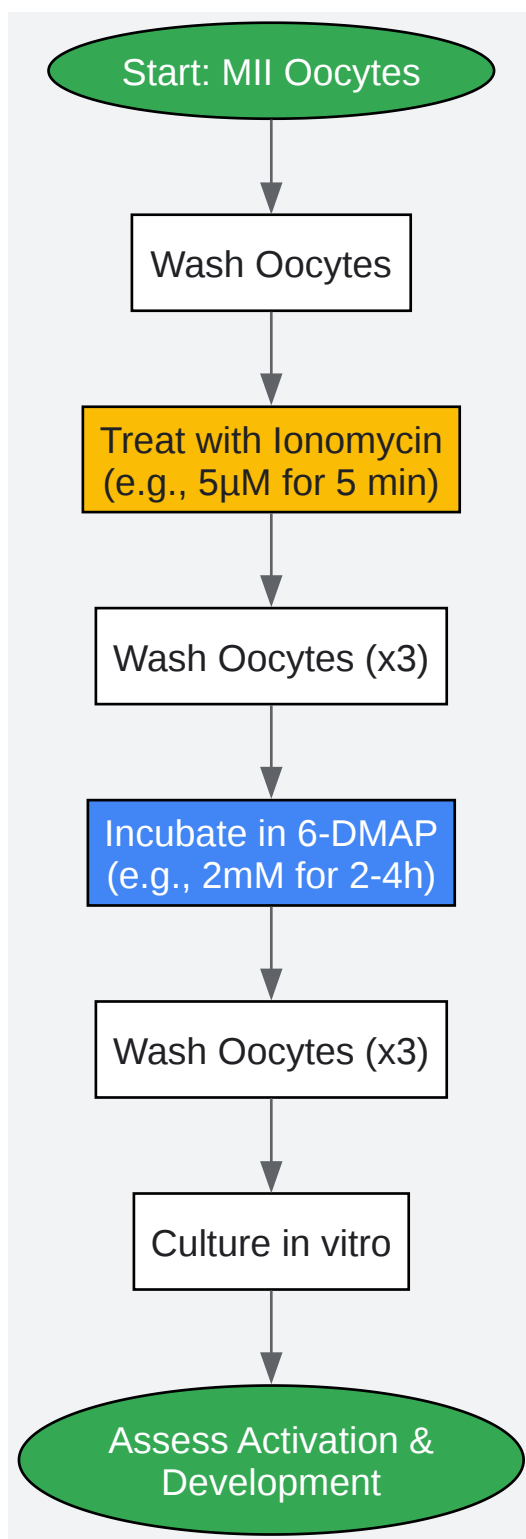 Start: MII Oocytes
Wash Oocytes
Treat with Ionomycin
(e.g., 5µM for 5 min)
Wash Oocytes (x3)
Incubate in 6-DMAP
(e.g., 2mM for 2-4h)
Wash Oocytes (x3)
Culture in vitro
Assess Activation &
Development